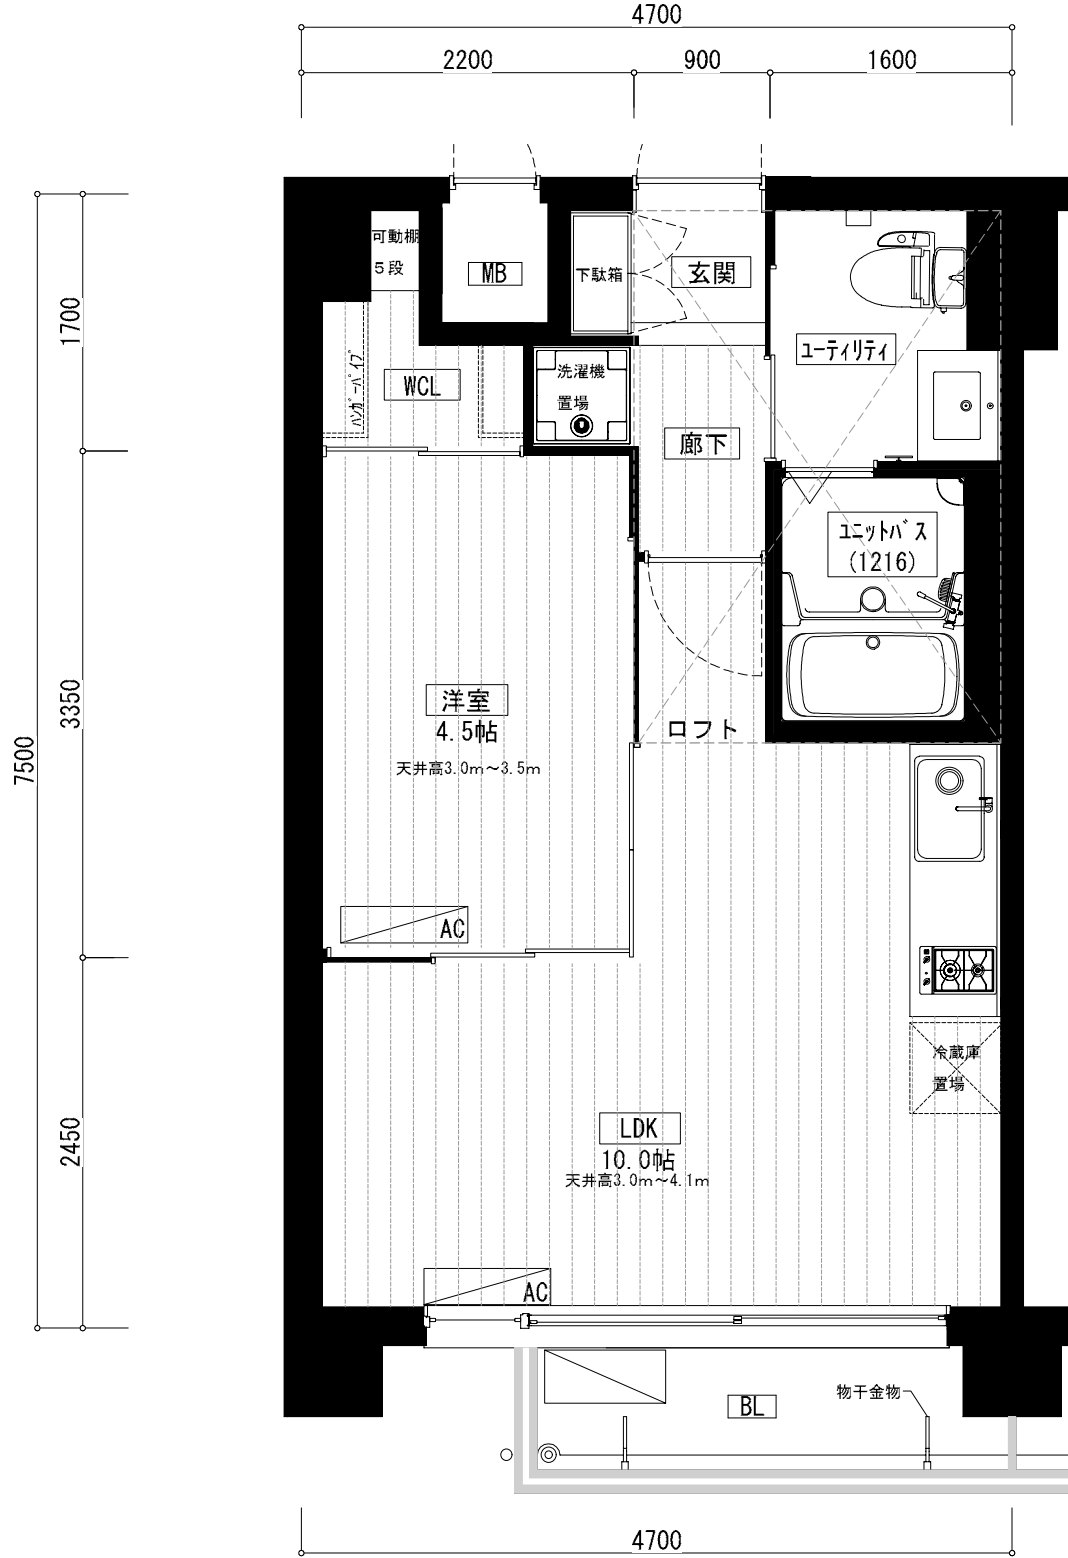 4700
2200
900
1600
可動棚
5段
MB
下駄箱
玄関
1700
ユーティリティ
ハンガーパイプ
WCL
洗濯機
置場
廊下
ユニットバス
(1216)
3350
7500
洋室
4.5帖
天井高3.0m～3.5m
ロフト
AC
冷蔵庫
置場
2450
LDK
10.0帖
天井高3.0m～4.1m
AC
物干金物
BL
4700